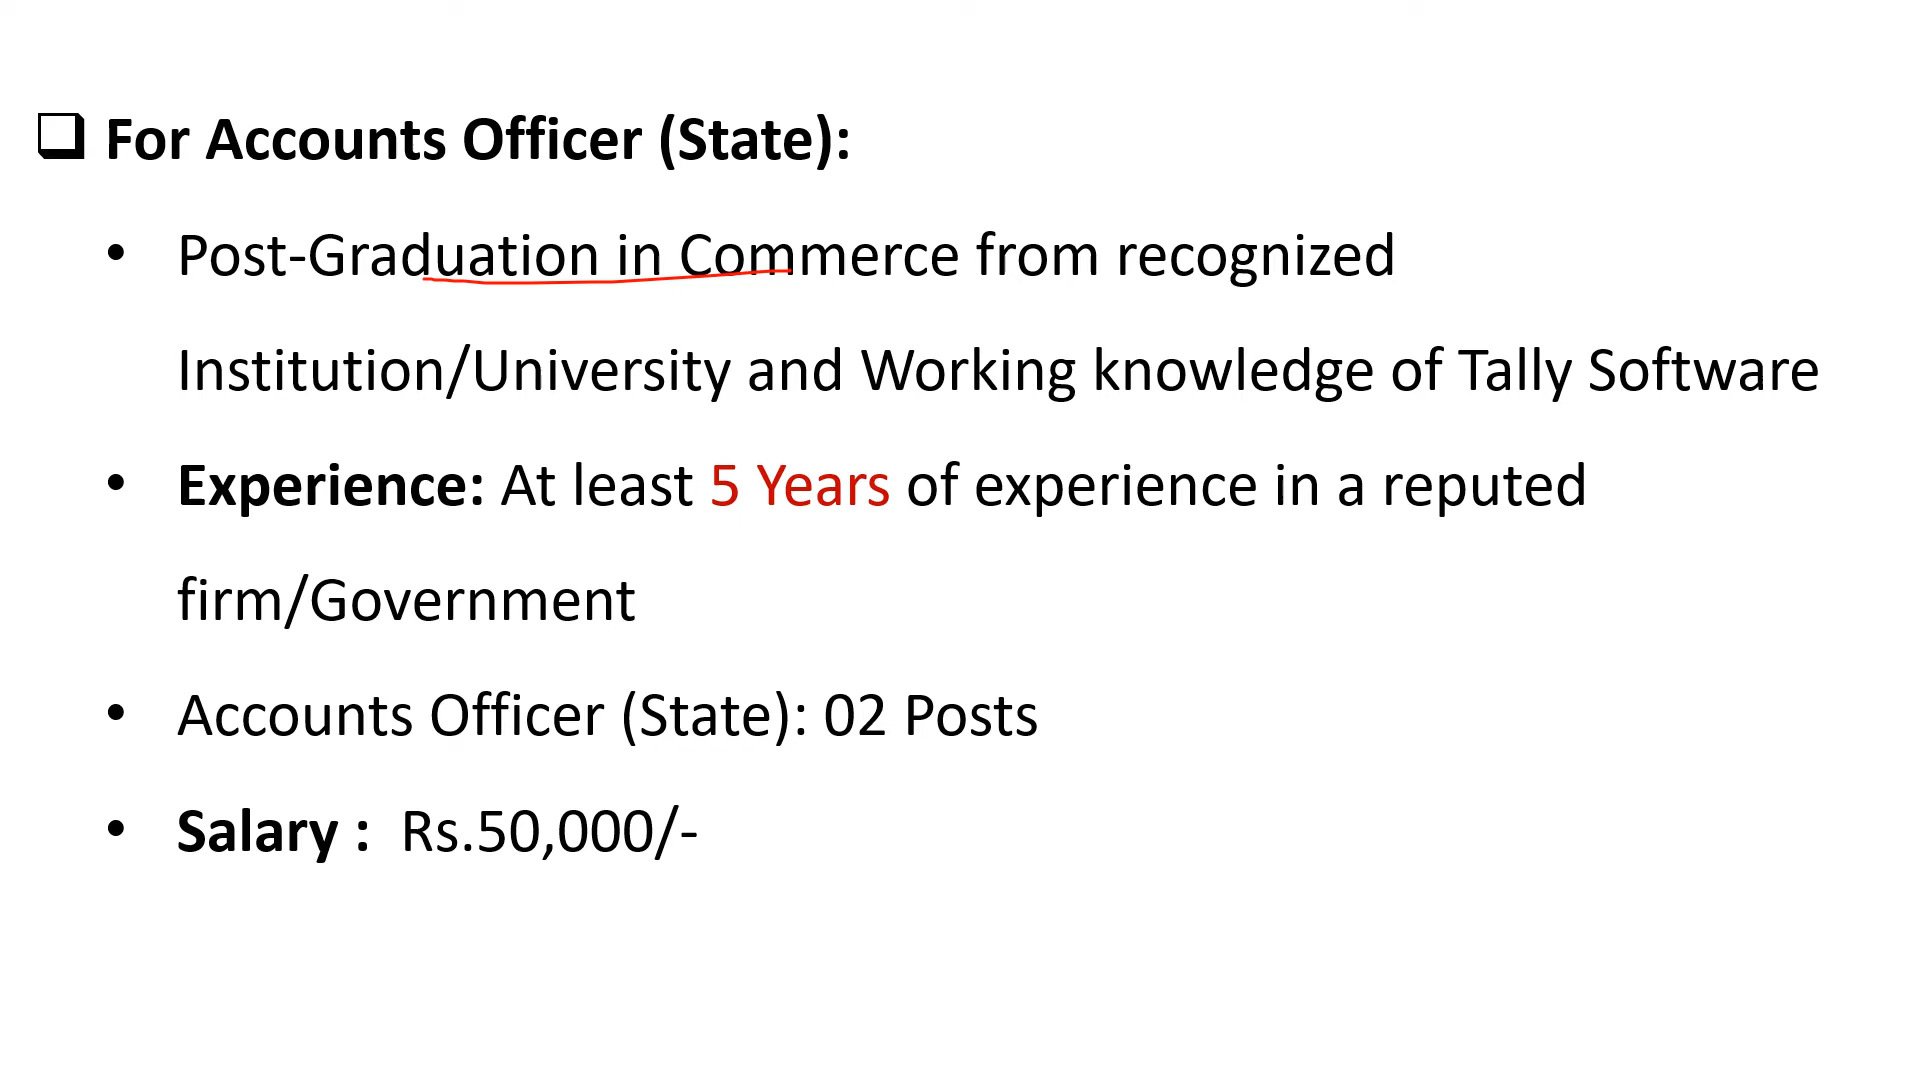 For Accounts Officer (State):
• Post-Graduation in Commerce from recognized
Institution/University and Working knowledge of Tally Software
• Experience: At least 5 Years of experience in a reputed
firm/Government
• Accounts Officer (State): 02 Posts
• Salary : Rs.50,000/-